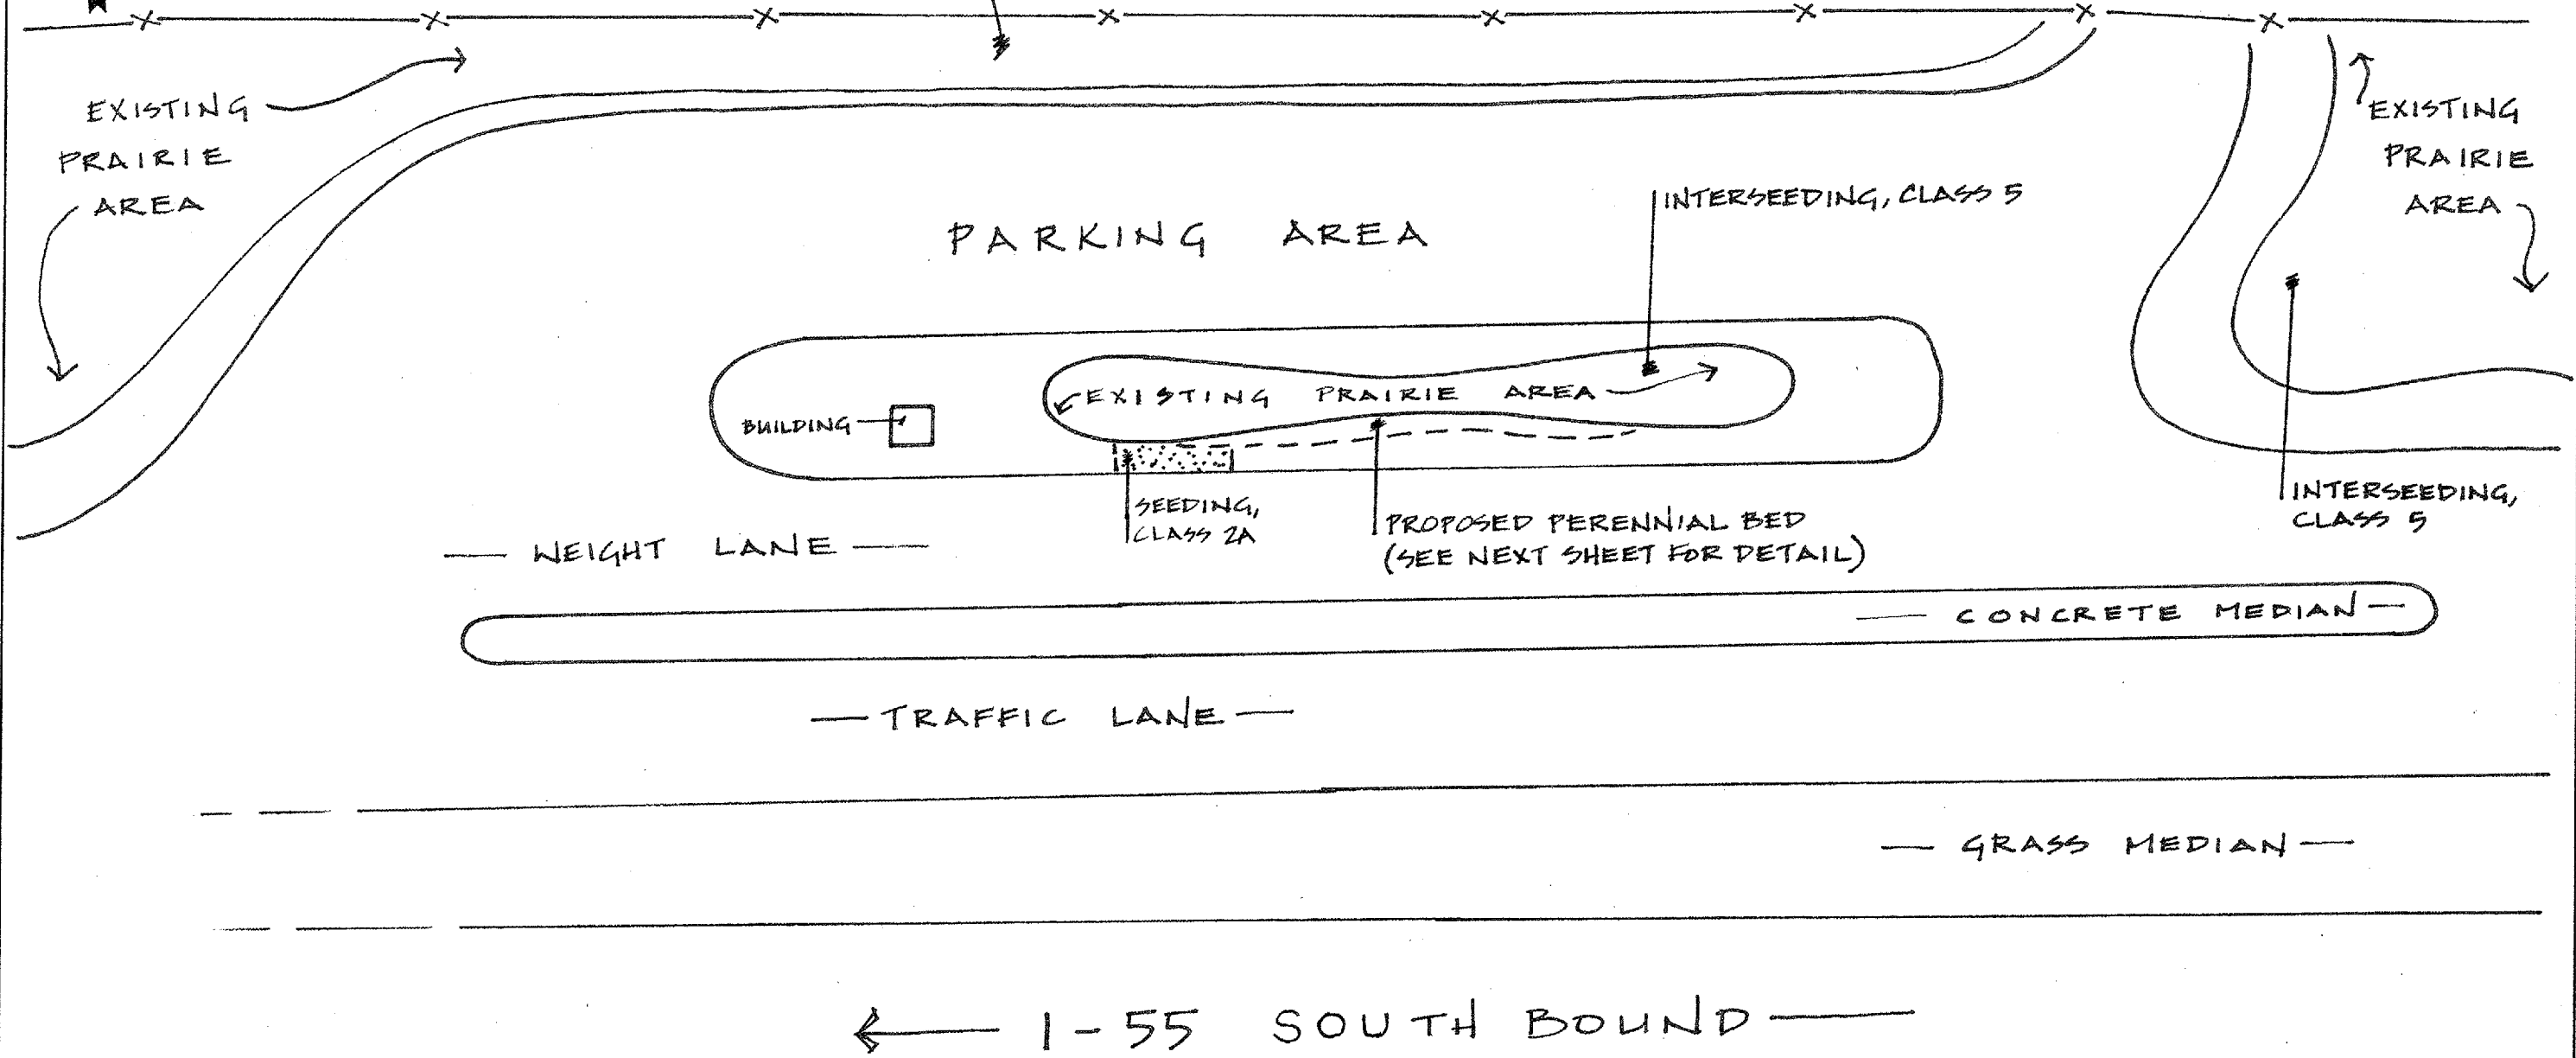 EXISTING
PRAIRIE
AREA
EXISTING
PRAIRIE
AREA
INTERSEEDING, CLASS 5
PARKING AREA
EXISTING PRAIRIE AREA
BUILDING
SEEDING,
CLASS 2A
PROPOSED PERENNIAL BED
(SEE NEXT SHEET FOR DETAIL)
INTERSEEDING,
CLASS 5
WEIGHT LANE
CONCRETE MEDIAN
TRAFFIC LANE
GRASS MEDIAN
I-55 SOUTH BOUND